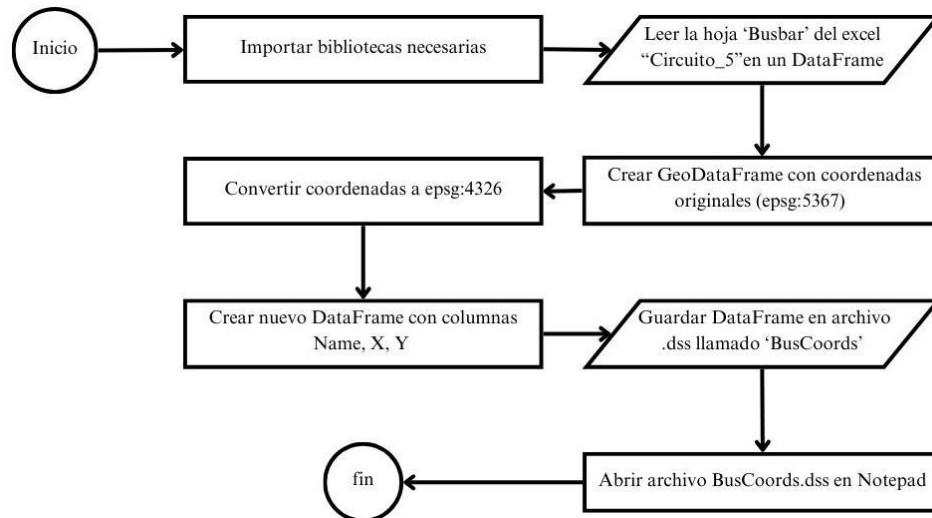 Inicio
Importar bibliotecas necesarias
Leer la hoja ‘Busbar’ del excel
“Circuito_5”en un DataFrame
Crear GeoDataFrame con coordenadas
originales (epsg:5367)
Convertir coordenadas a epsg:4326
Crear nuevo DataFrame con columnas
Name, X, Y
Guardar DataFrame en archivo
.dss llamado ‘BusCoords’
Abrir archivo BusCoords.dss en Notepad
fin